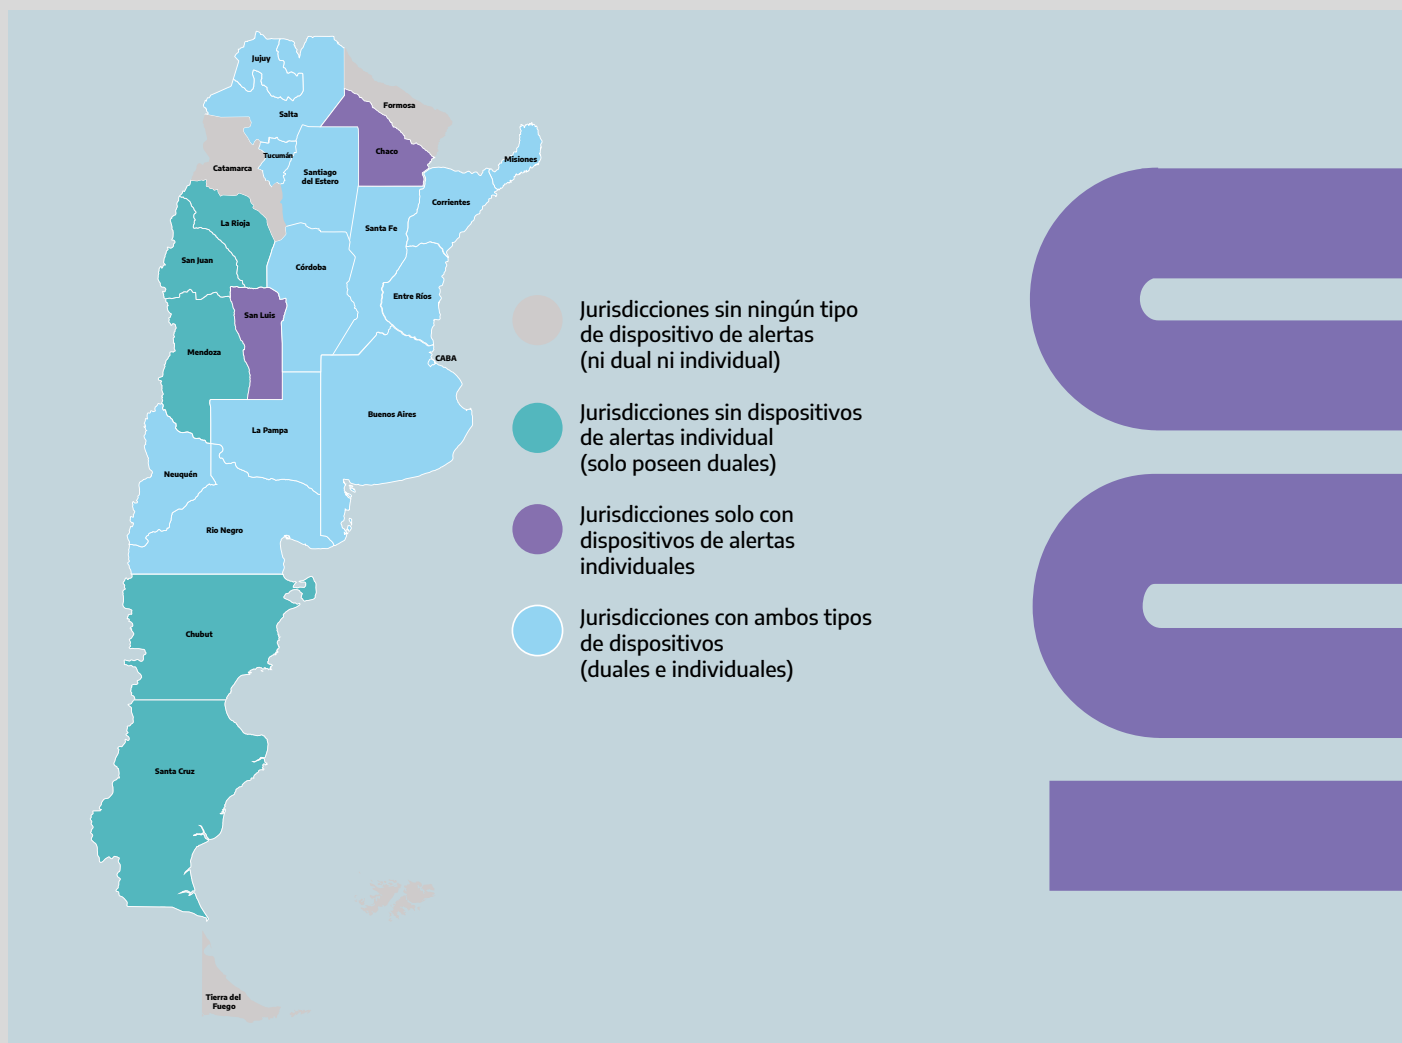 Jujuy
Formosa
Salta
Chaco
Tucumán
Misiones
Catamarca
Santiago
del Estero
Corrientes
La Rioja
Santa Fe
San Juan
Córdoba
Entre Ríos
San Luis
Mendoza
CABA
Buenos Aires
La Pampa
Neuquén
Rio Negro
Chubut
Santa Cruz
Tierra del
Fuego
Jurisdicciones sin ningún tipo
de dispositivo de alertas
(ni dual ni individual)
Jurisdicciones sin dispositivos
de alertas individual
(solo poseen duales)
Jurisdicciones solo con
dispositivos de alertas
individuales
Jurisdicciones con ambos tipos
de dispositivos
(duales e individuales)